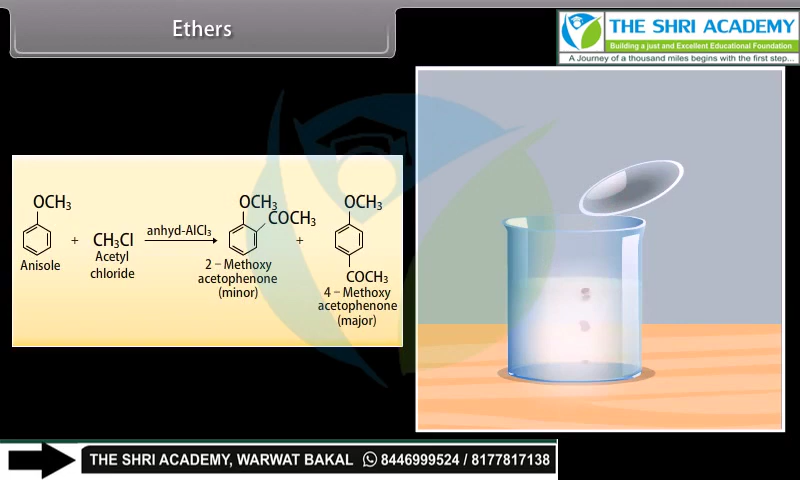 Ethers
THE SHRI ACADEMY
Building a just and Excellent Educational Foundation
A Journey of a thousand miles begins with the first step...
OCH₃
+
CH₃Cl
Acetyl
chloride
Anisole
anhyd-AlCl₃
OCH₃
COCH₃
2 – Methoxy
acetophenone
(minor)
+
OCH₃
COCH₃
4 – Methoxy
acetophenone
(major)
THE SHRI ACADEMY, WARWAT BAKAL 8446999524 / 8177817138